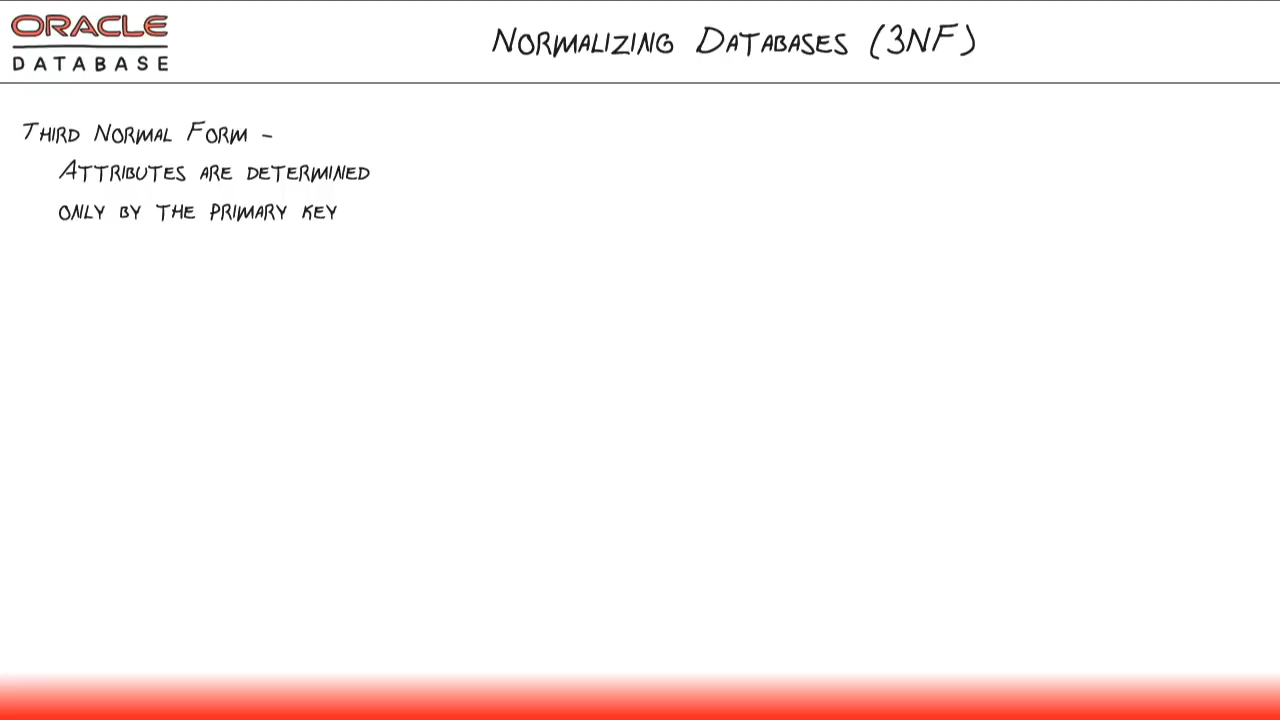 ORACLE
DATABASE
NORMALIZING DATABASES (3NF)
THIRD NORMAL FORM -
ATTRIBUTES ARE DETERMINED
ONLY BY THE PRIMARY KEY